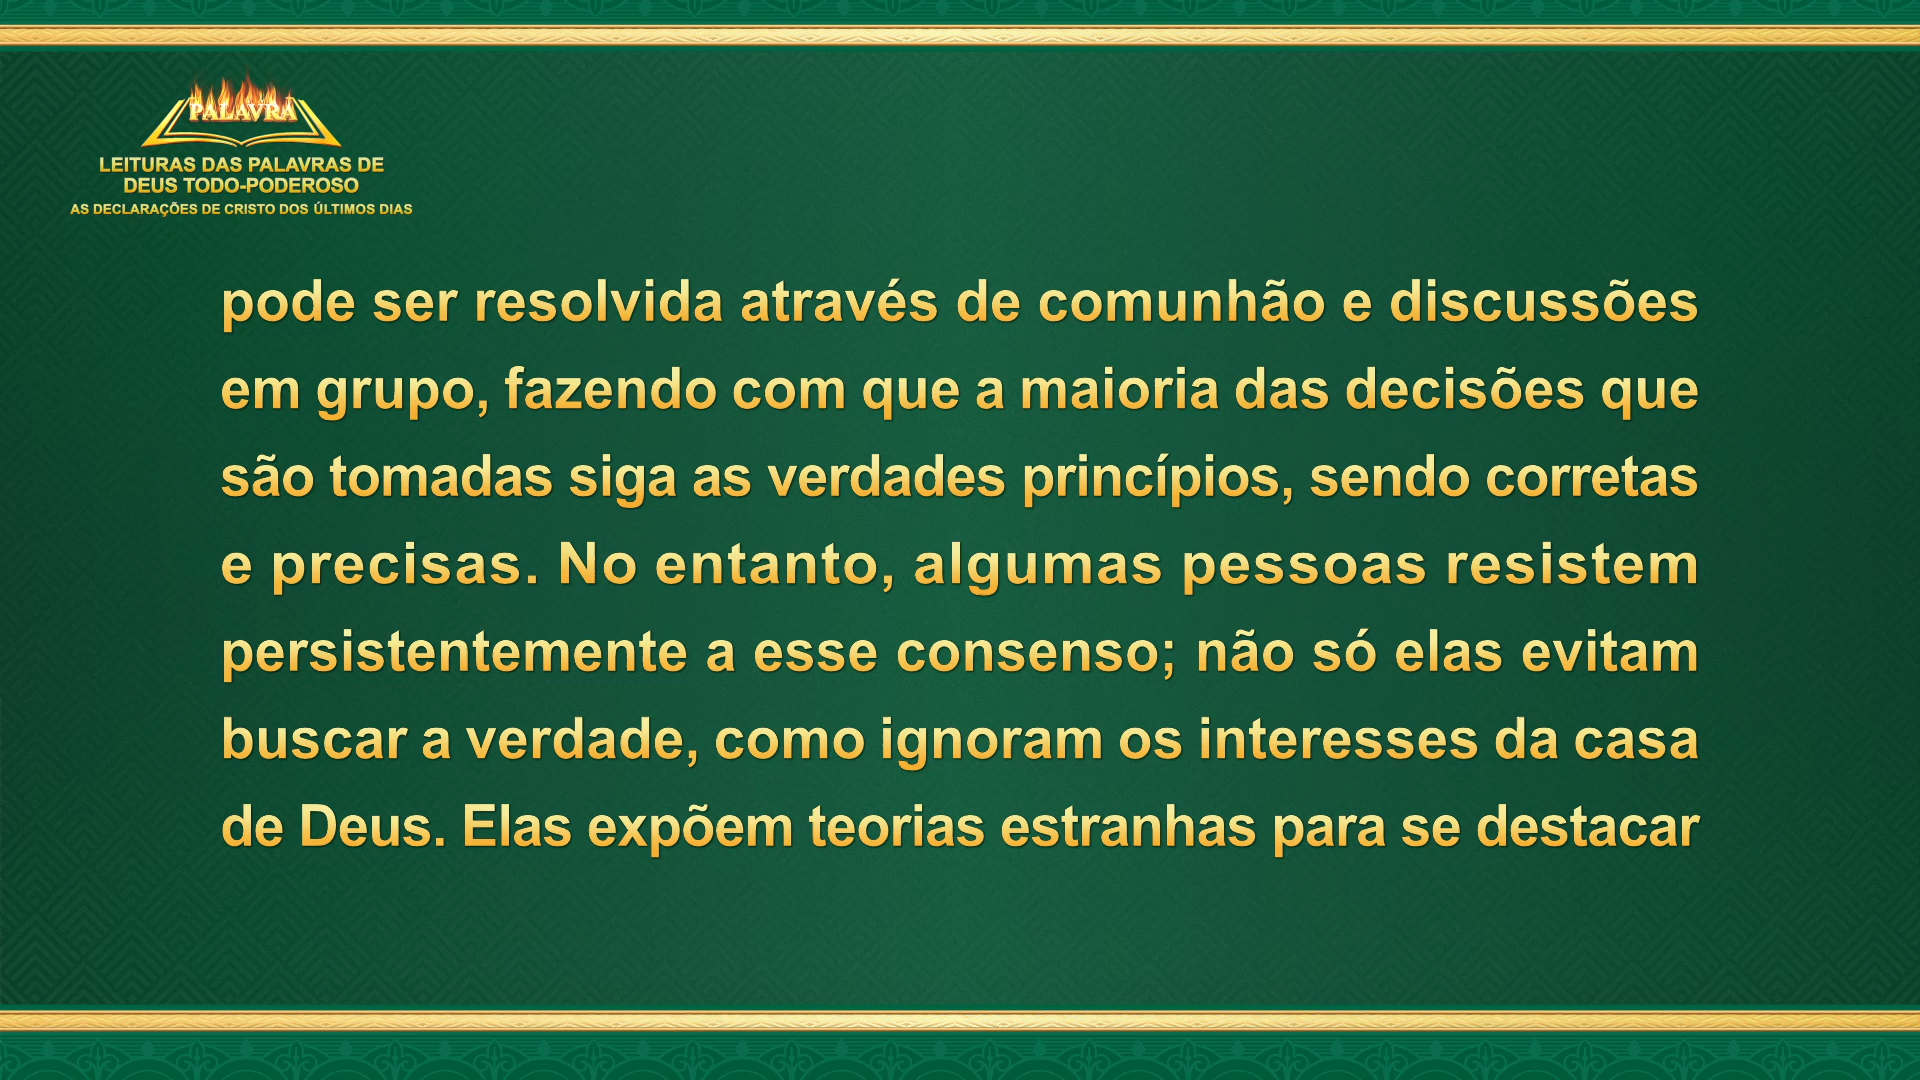 PALAVRA
LEITURAS DAS PALAVRAS DE
DEUS TODO-PODEROSO
AS DECLARAÇÕES DE CRISTO DOS ÚLTIMOS DIAS
pode ser resolvida através de comunhão e discussões
em grupo, fazendo com que a maioria das decisões que
são tomadas siga as verdades princípios, sendo corretas
e precisas. No entanto, algumas pessoas resistem
persistentemente a esse consenso; não só elas evitam
buscar a verdade, como ignoram os interesses da casa
de Deus. Elas expõem teorias estranhas para se destacar